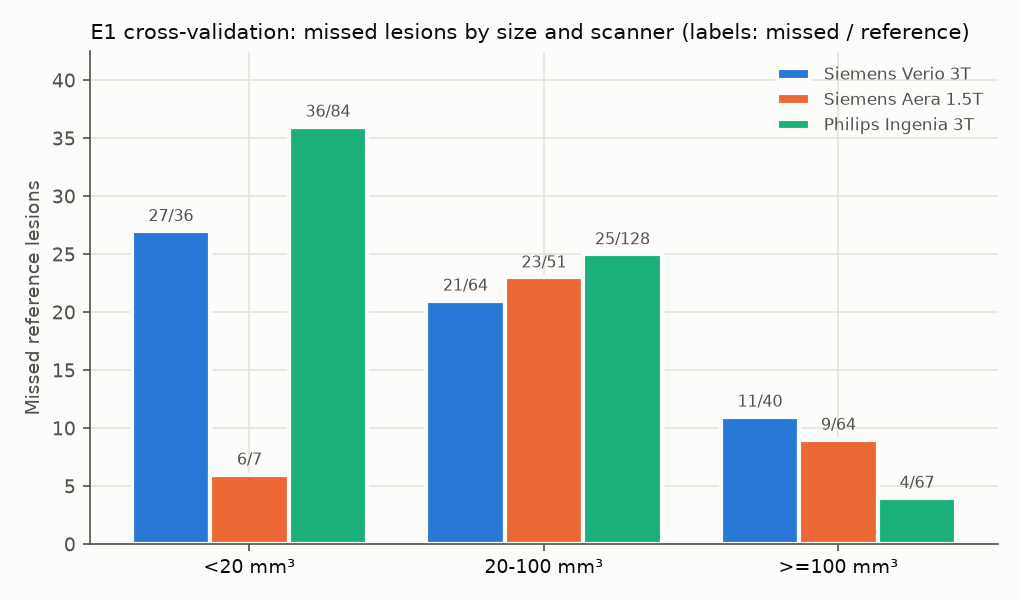 E1 cross-validation: missed lesions by size and scanner (labels: missed / reference)
Siemens Verio 3T
Siemens Aera 1.5T
Philips Ingenia 3T
Missed reference lesions
40
35
30
25
20
15
10
5
0
27/36
6/7
36/84
21/64
23/51
25/128
11/40
9/64
4/67
<20 mm³
20-100 mm³
>=100 mm³